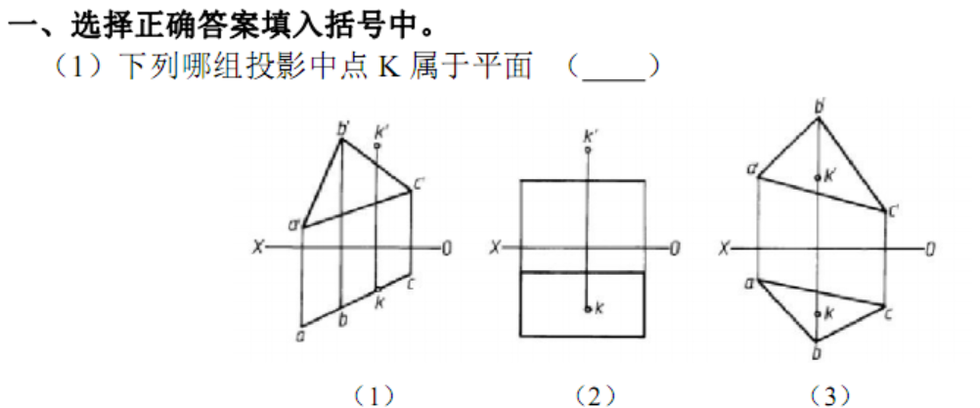 一、选择正确答案填入括号中。
（1）下列哪组投影中点 K 属于平面 （____）
b' k' c' a' X O a b k c
k' X O k
b' a' k' c' X O a k c b
（1） （2） （3）